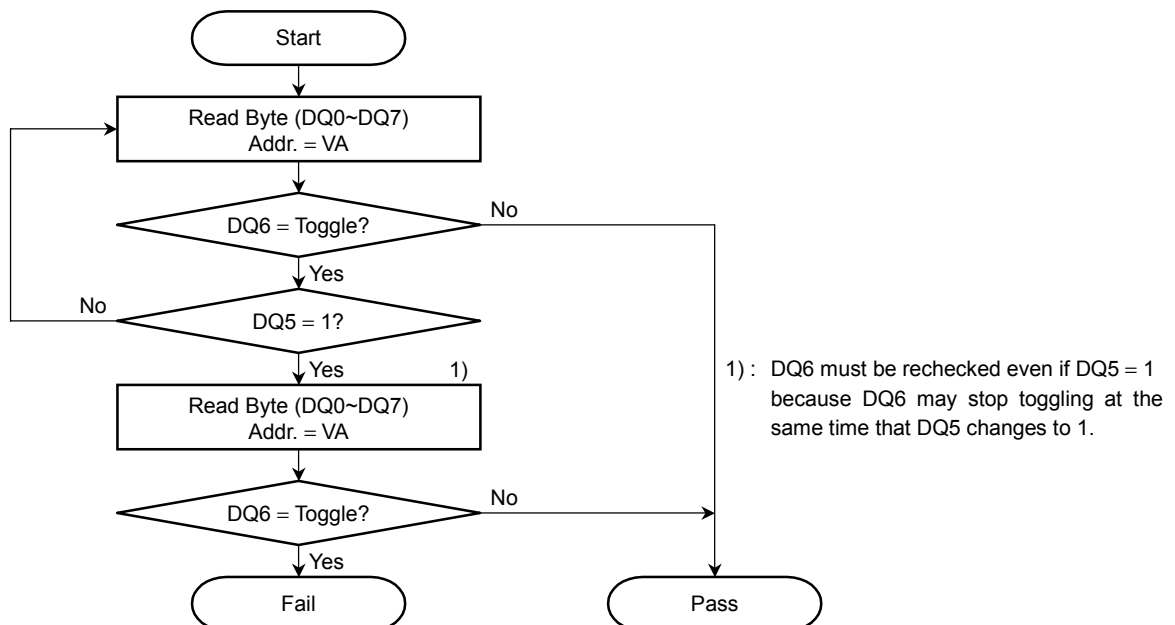 Start
Read Byte (DQ0~DQ7)
Addr. = VA
DQ6 = Toggle?
No
Yes
No
DQ5 = 1?
Yes
1)
Read Byte (DQ0~DQ7)
Addr. = VA
1) : DQ6 must be rechecked even if DQ5 = 1
because DQ6 may stop toggling at the
same time that DQ5 changes to 1.
DQ6 = Toggle?
No
Yes
Fail
Pass